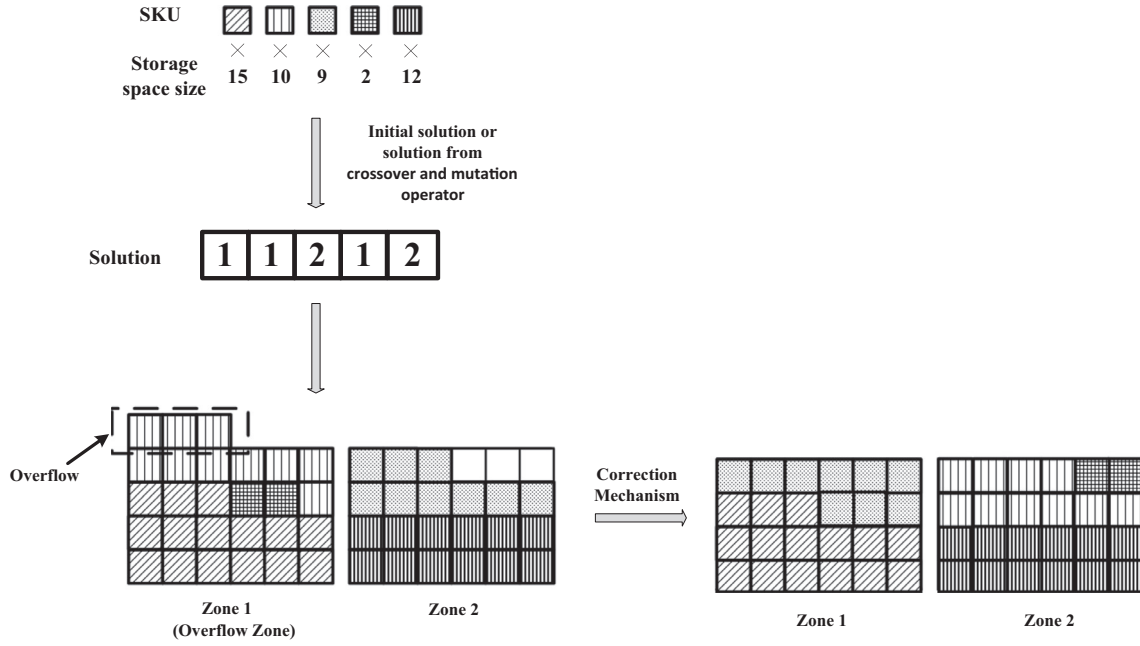 SKU
× × × × ×
Storage
space size
15 10 9 2 12
Initial solution or
solution from
crossover and mutation
operator
Solution
1 1 2 1 2
Overflow
Correction
Mechanism
Zone 1
(Overflow Zone)
Zone 2
Zone 1
Zone 2